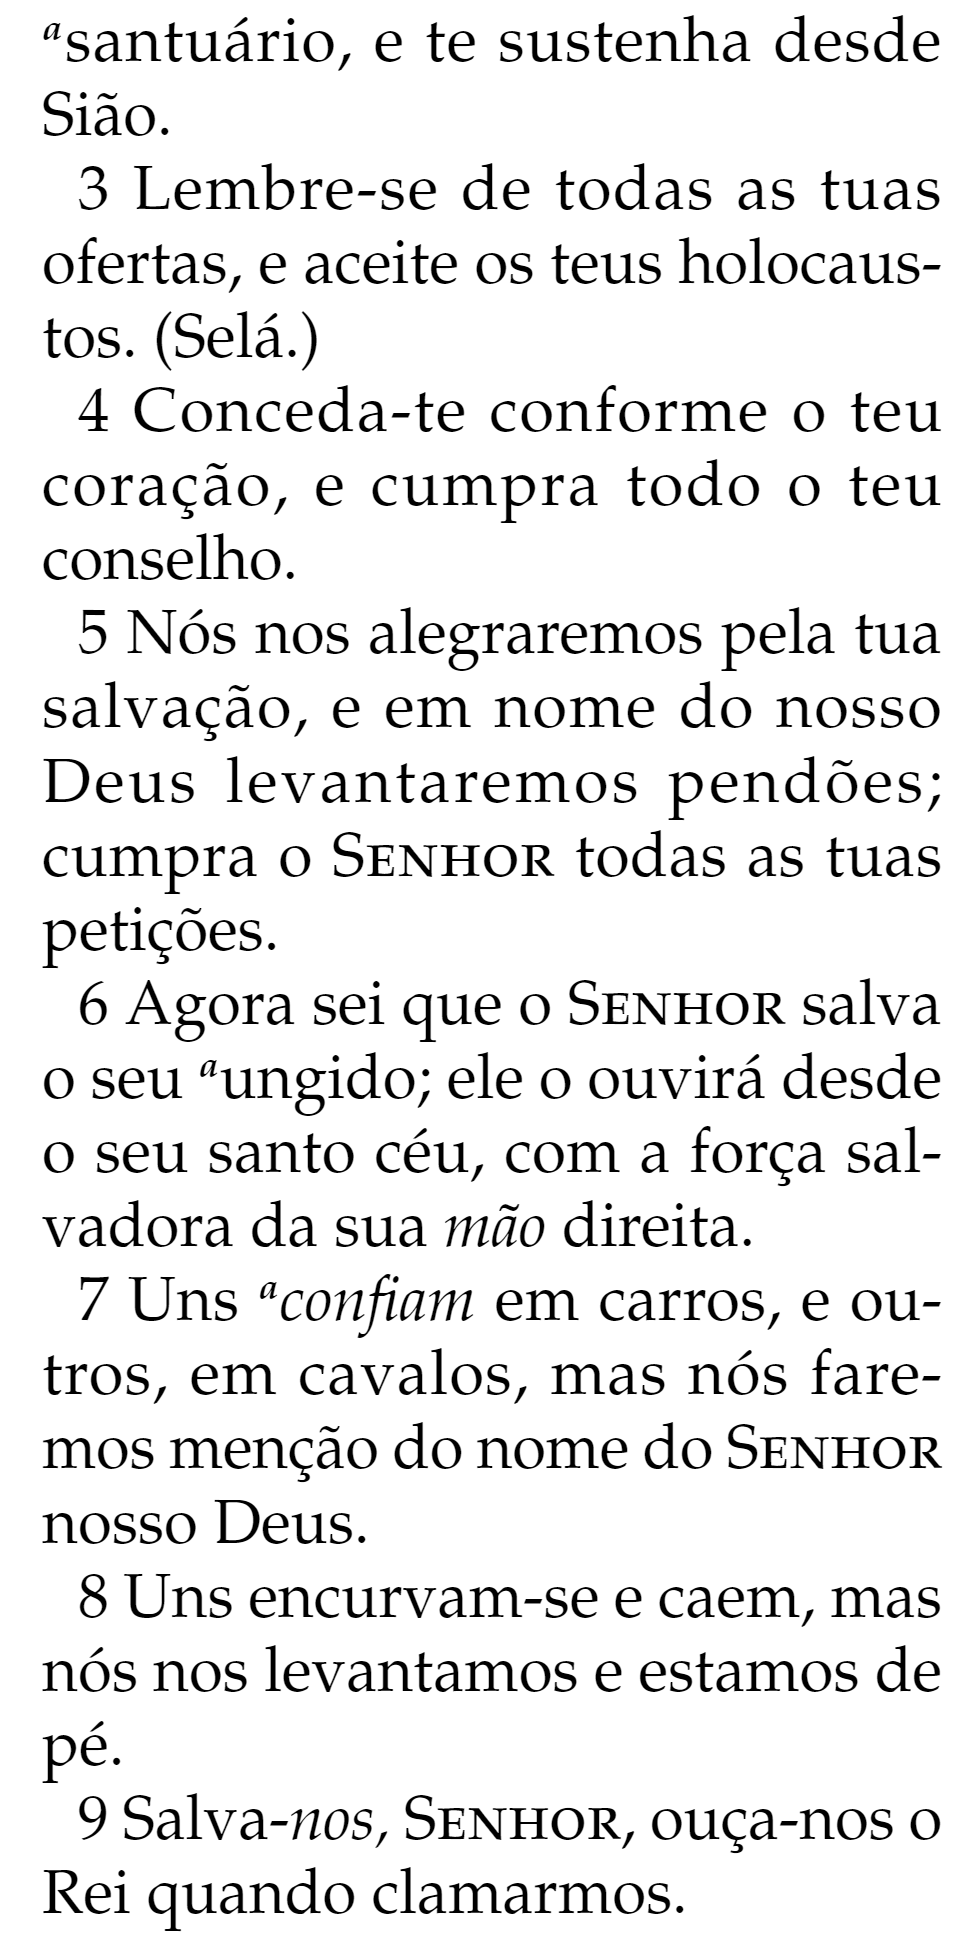 ᵃsantuário, e te sustenha desde
Sião.
3 Lembre-se de todas as tuas
ofertas, e aceite os teus holocaus-
tos. (Selá.)
4 Conceda-te conforme o teu
coração, e cumpra todo o teu
conselho.
5 Nós nos alegraremos pela tua
salvação, e em nome do nosso
Deus levantaremos pendões;
cumpra o SENHOR todas as tuas
petições.
6 Agora sei que o SENHOR salva
o seu ᵃungido; ele o ouvirá desde
o seu santo céu, com a força sal-
vadora da sua mão direita.
7 Uns ᵃconfiam em carros, e ou-
tros, em cavalos, mas nós fare-
mos menção do nome do SENHOR
nosso Deus.
8 Uns encurvam-se e caem, mas
nós nos levantamos e estamos de
pé.
9 Salva-nos, SENHOR, ouça-nos o
Rei quando clamarmos.